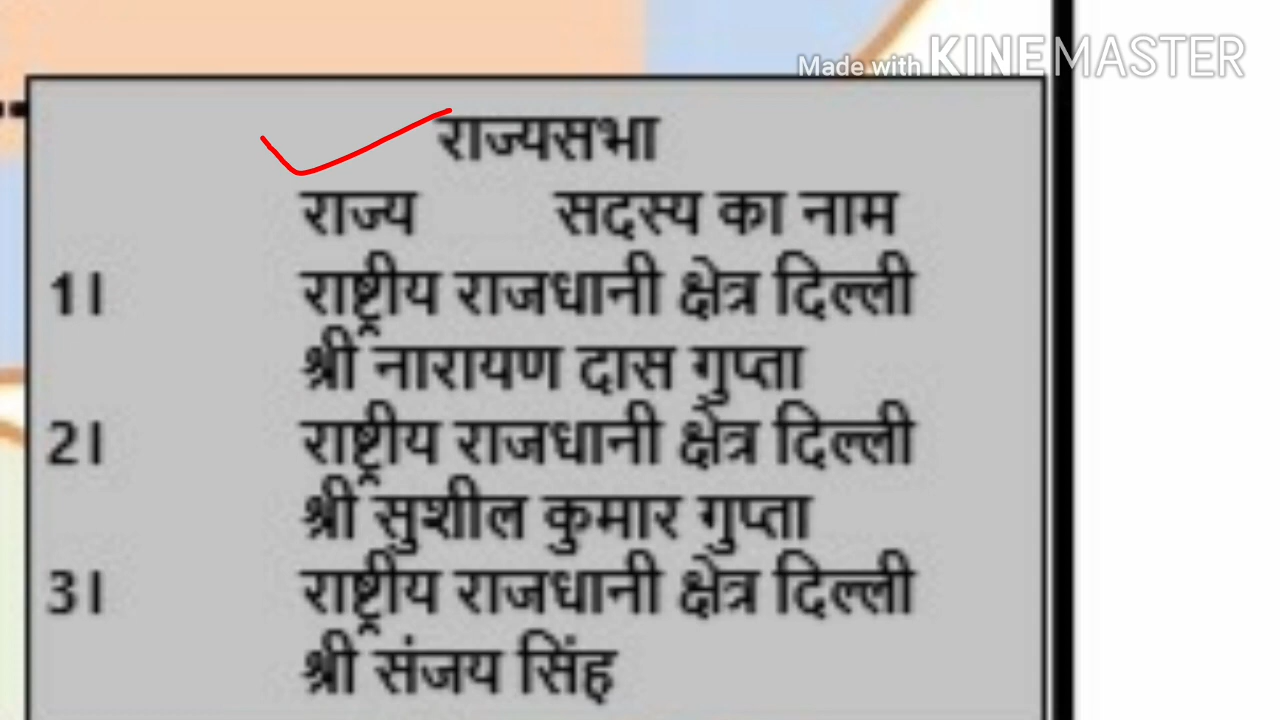 Made with KINEMASTER
राज्यसभा
राज्य सदस्य का नाम
1। राष्ट्रीय राजधानी क्षेत्र दिल्ली
श्री नारायण दास गुप्ता
2। राष्ट्रीय राजधानी क्षेत्र दिल्ली
श्री सुशील कुमार गुप्ता
3। राष्ट्रीय राजधानी क्षेत्र दिल्ली
श्री संजय सिंह